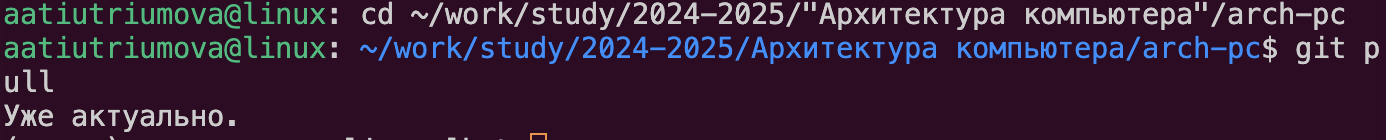 aatiutriumova@linux: cd ~/work/study/2024-2025/"Архитектура компьютера"/arch-pc
aatiutriumova@linux: ~/work/study/2024-2025/Архитектура компьютера/arch-pc$ git p
ull
Уже актуально.